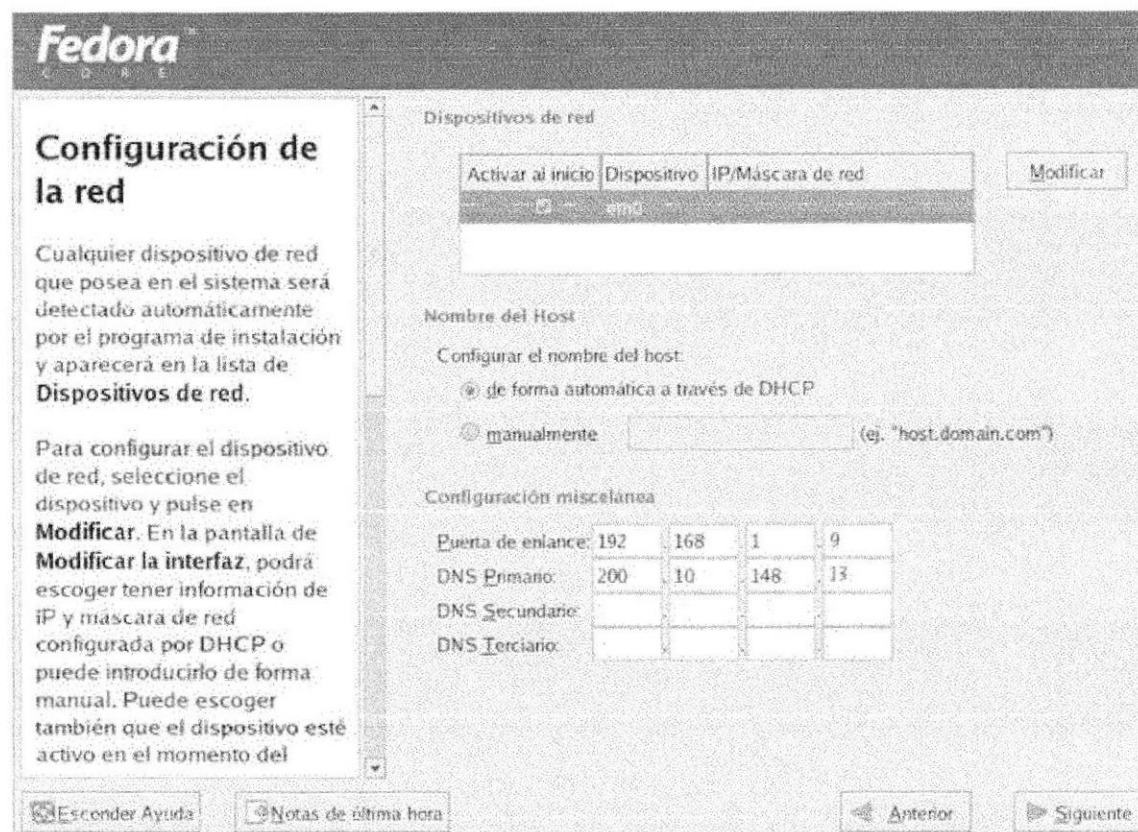 Fedora
CORE
Configuración de
la red
Cualquier dispositivo de red
que posea en el sistema será
detectado automáticamente
por el programa de instalación
y aparecerá en la lista de
Dispositivos de red.
Para configurar el dispositivo
de red, seleccione el
dispositivo y pulse en
Modificar. En la pantalla de
Modificar la interfaz, podrá
escoger tener información de
iP y máscara de red
configurada por DHCP o
puede introducirlo de forma
manual. Puede escoger
también que el dispositivo esté
activo en el momento del
Dispositivos de red
Activar al inicio Dispositivo IP/Máscara de red
Modificar
Nombre del Host
Configurar el nombre del host:
de forma automática a través de DHCP
manualmente (ej. "host.domain.com")
Configuración miscelánea
Puerta de enlance: 192 . 168 . 1 . 9
DNS Primario: 200 . 10 . 148 . 13
DNS Secundario:
DNS Terciario:
Esconder Ayuda Notas de última hora Anterior Siguiente